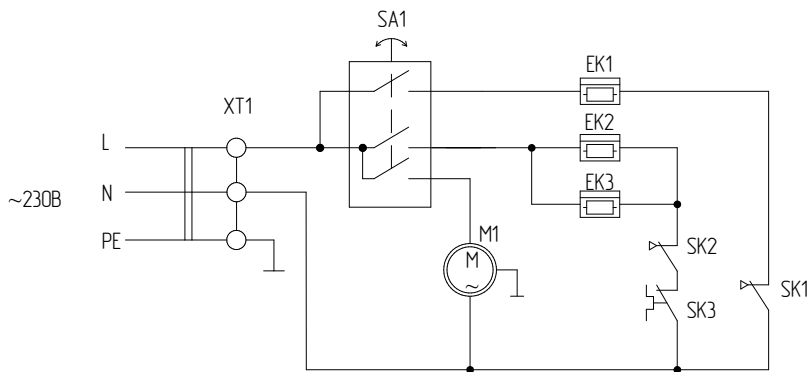 SA1
EK1
XT1
EK2
L
EK3
N
~230В
M1
PE
M
~
SK2
SK1
SK3